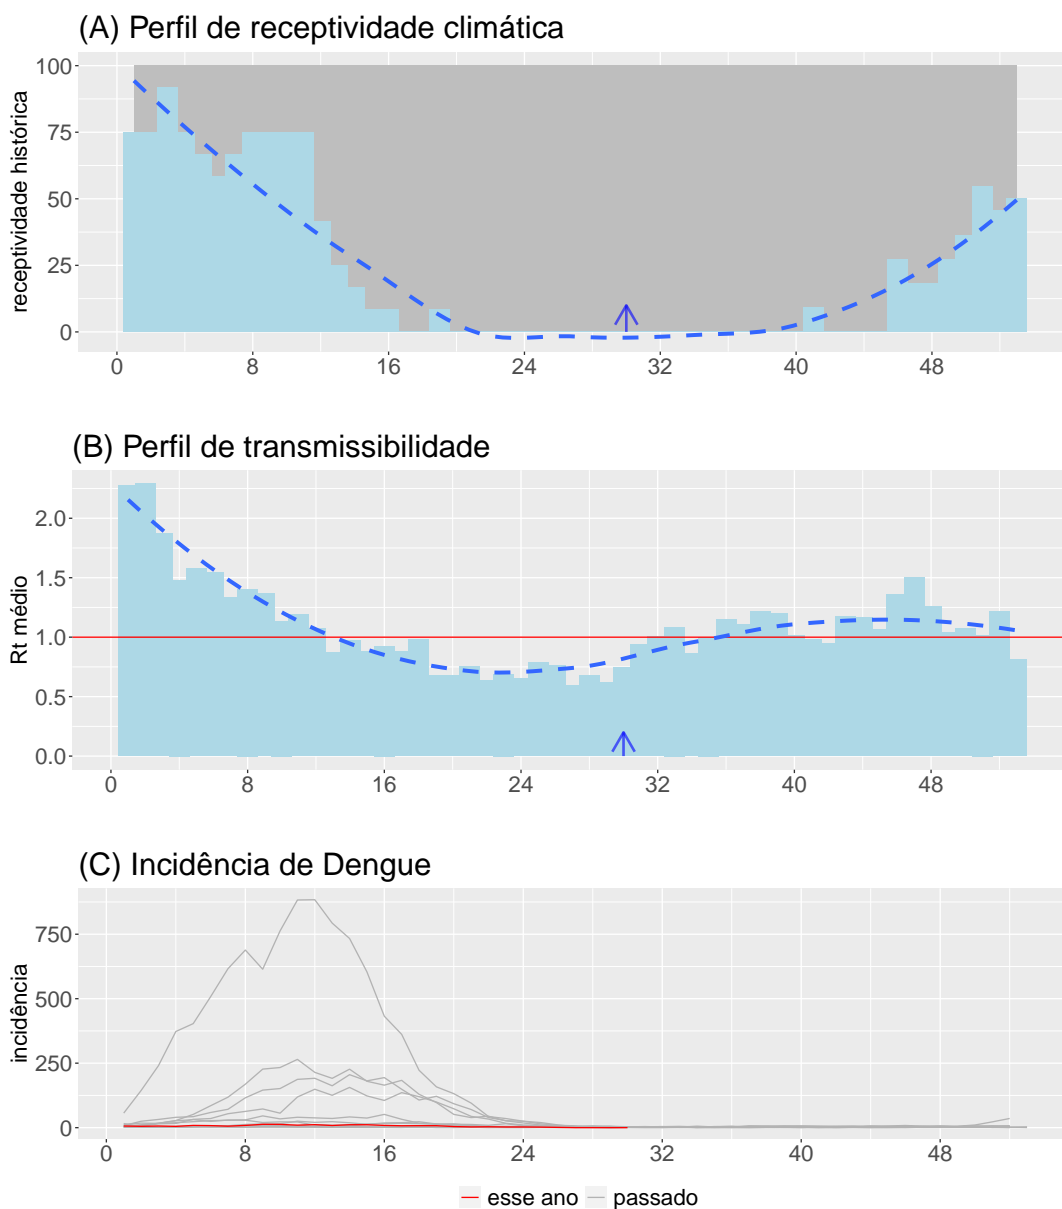 (A) Perfil de receptividade climática
receptividade histórica
100
75
50
25
0
0 8 16 24 32 40 48
(B) Perfil de transmissibilidade
Rt médio
2.0
1.5
1.0
0.5
0.0
0 8 16 24 32 40 48
(C) Incidência de Dengue
incidência
750
500
250
0
0 8 16 24 32 40 48
esse ano passado